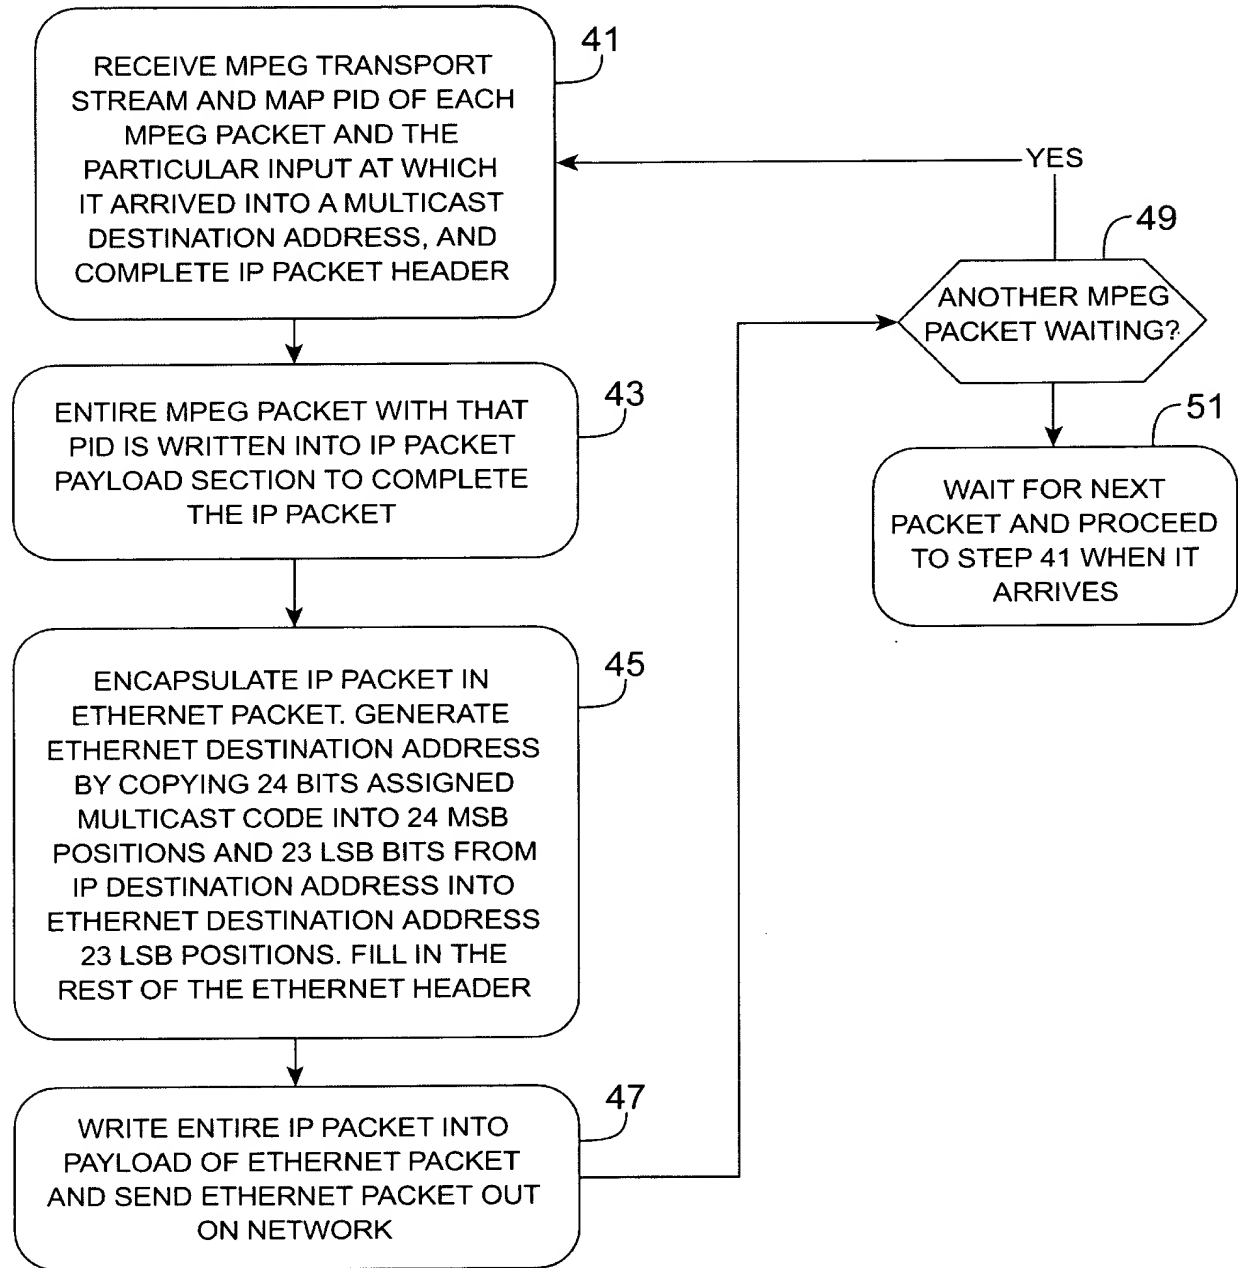 41
RECEIVE MPEG TRANSPORT
STREAM AND MAP PID OF EACH
MPEG PACKET AND THE
PARTICULAR INPUT AT WHICH
IT ARRIVED INTO A MULTICAST
DESTINATION ADDRESS, AND
COMPLETE IP PACKET HEADER
43
ENTIRE MPEG PACKET WITH THAT
PID IS WRITTEN INTO IP PACKET
PAYLOAD SECTION TO COMPLETE
THE IP PACKET
45
ENCAPSULATE IP PACKET IN
ETHERNET PACKET. GENERATE
ETHERNET DESTINATION ADDRESS
BY COPYING 24 BITS ASSIGNED
MULTICAST CODE INTO 24 MSB
POSITIONS AND 23 LSB BITS FROM
IP DESTINATION ADDRESS INTO
ETHERNET DESTINATION ADDRESS
23 LSB POSITIONS. FILL IN THE
REST OF THE ETHERNET HEADER
47
WRITE ENTIRE IP PACKET INTO
PAYLOAD OF ETHERNET PACKET
AND SEND ETHERNET PACKET OUT
ON NETWORK
YES
49
ANOTHER MPEG
PACKET WAITING?
51
WAIT FOR NEXT
PACKET AND PROCEED
TO STEP 41 WHEN IT
ARRIVES